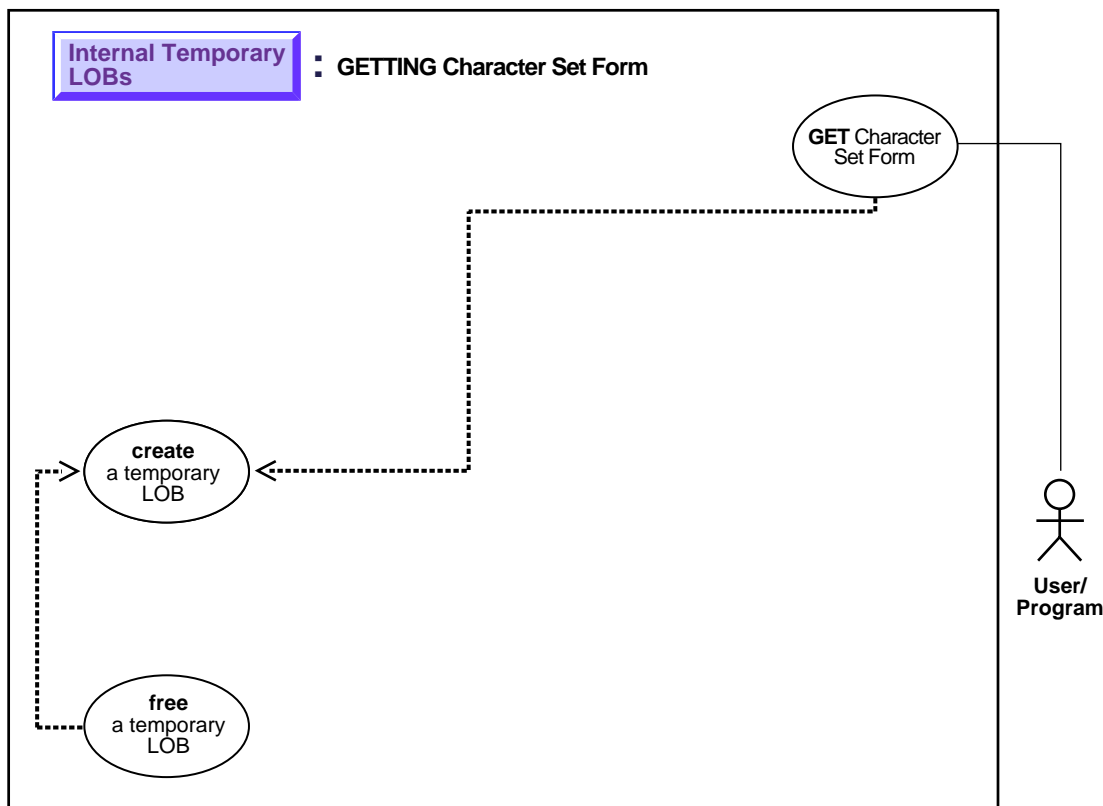 Internal Temporary
LOBs
: GETTING Character Set Form
GET Character
Set Form
create
a temporary
LOB
User/
Program
free
a temporary
LOB